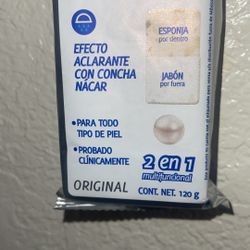 ESPONJA
por dentro
EFECTO
ACLARANTE
CON CONCHA
NÁCAR
JABÓN
por fuera
•PARA TODO
TIPO DE PIEL
•PROBADO
CLÍNICAMENTE
2 en 1
multifuncional
ORIGINAL
CONT. NET. 120 g